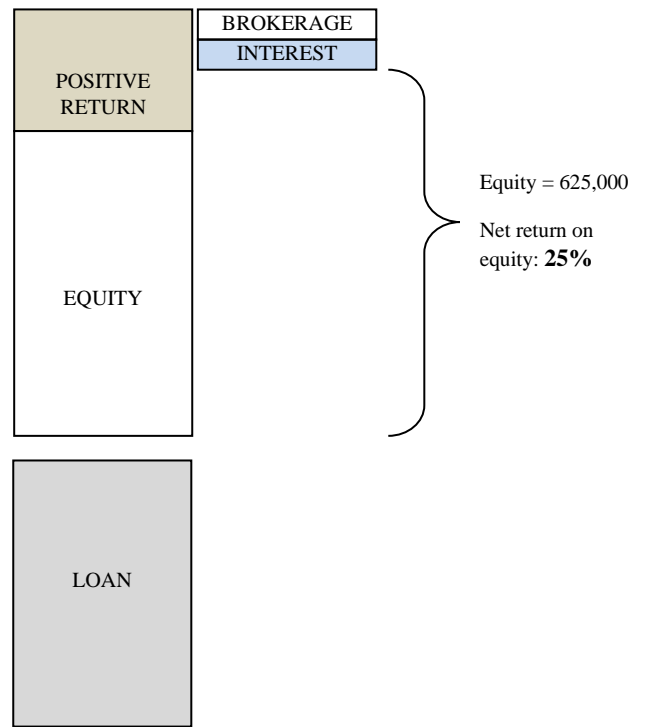 BROKERAGE
INTEREST
POSITIVE
RETURN
Equity = 625,000
Net return on
equity: 25%
EQUITY
LOAN